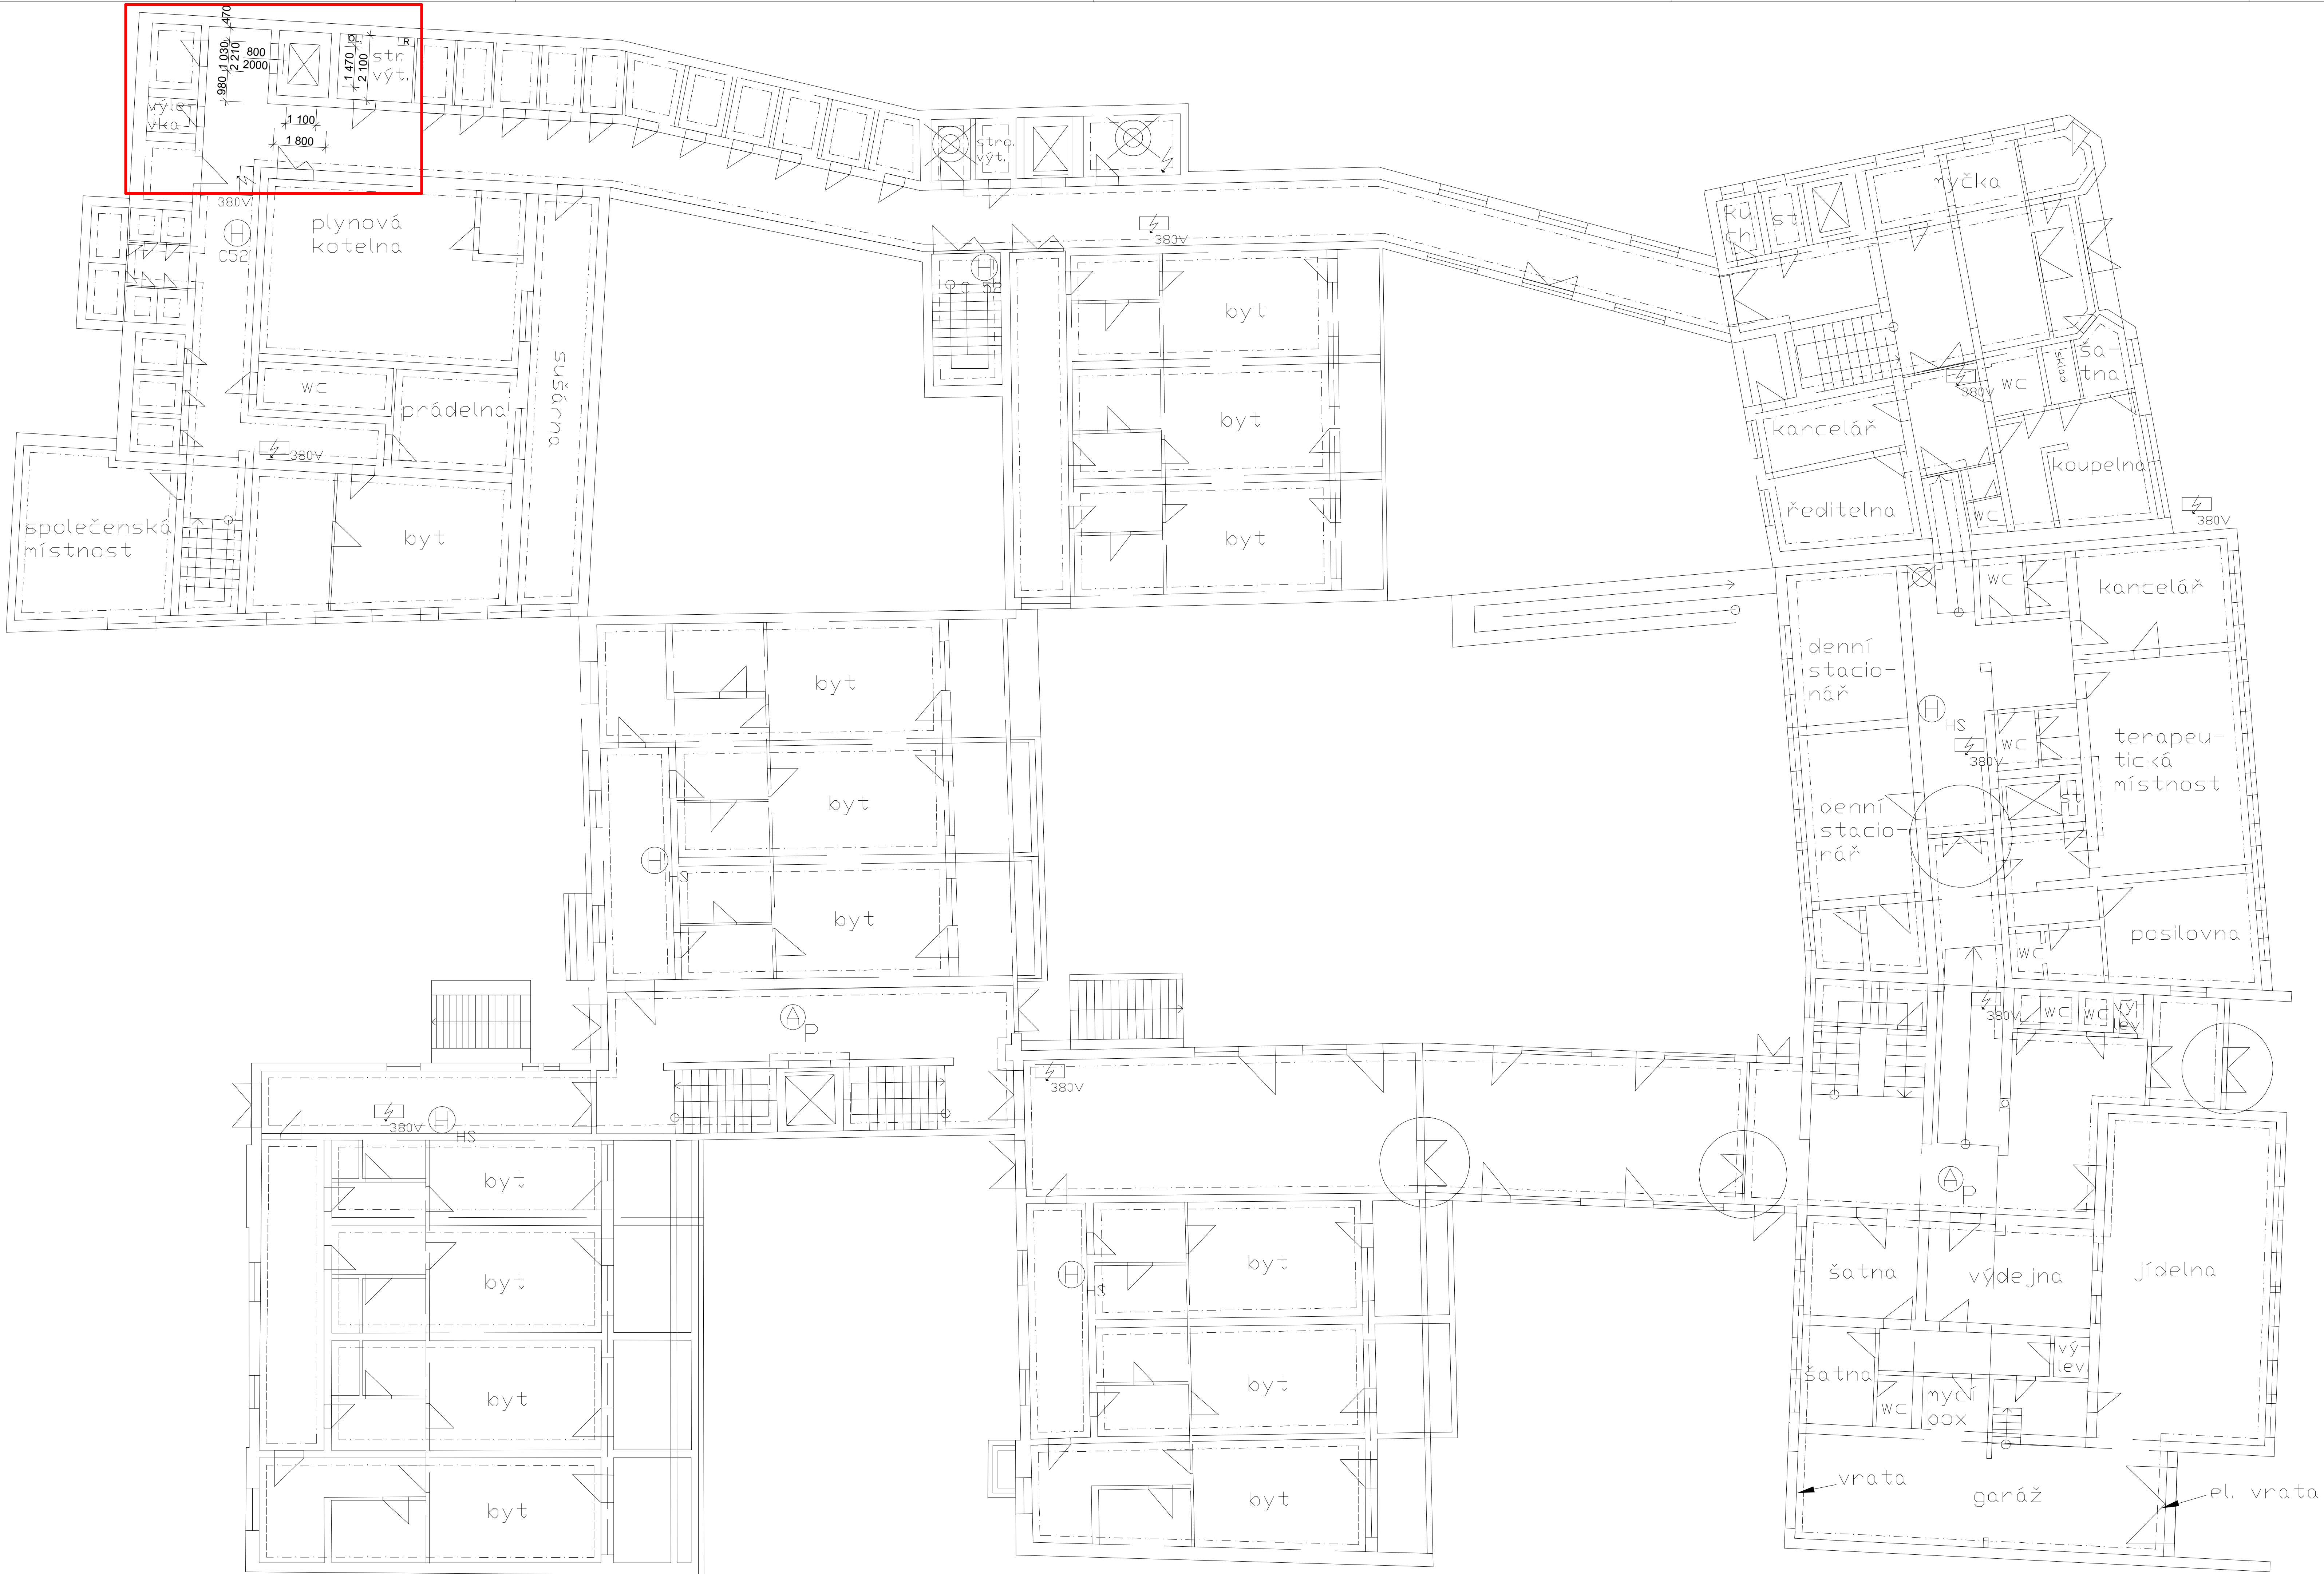 470
1 030
2 210
980
800
2000
OL
R
1 470
2 100
str.
výt.
výle
vka
1 100
1 800
380V
H
C52
plynová
kotelna
sušárna
WC
prádelna
380V
společenská
místnost
byt
stro.
výt.
380V
H
C 52
byt
byt
byt
ku.
ch
st
myčka
380V
WC
sklad
ša-
tna
kancelář
koupelna
ředitelna
WC
380V
WC
kancelář
denní
stacio-
nář
H
HS
380V
WC
terapeu-
tická
místnost
st
denní
stacio-
nář
posilovna
WC
byt
byt
H
HS
byt
A
P
380V
WC
WC
vý-
lev.
380V
H
HS
380V
byt
byt
byt
byt
H
HS
byt
byt
byt
A
P
šatna
výdejna
jídelna
vý-
lev.
šatna
WC
mycí
box
vrata
garáž
el. vrata